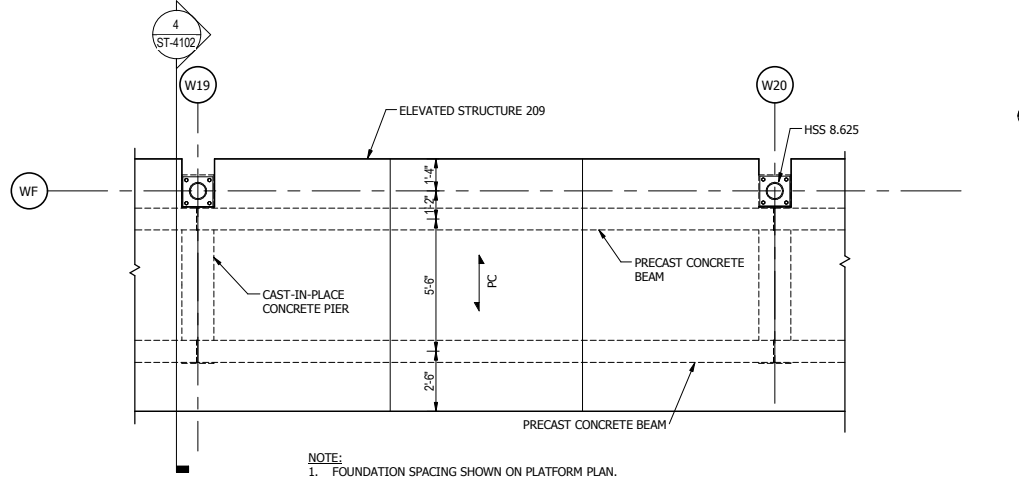 4
ST-4102
W19
W20
ELEVATED STRUCTURE 209
HSS 8.625
WF
1'-4"
1'-2"
PRECAST CONCRETE
BEAM
5'-6"
PC
CAST-IN-PLACE
CONCRETE PIER
2'-6"
PRECAST CONCRETE BEAM
NOTE:
1. FOUNDATION SPACING SHOWN ON PLATFORM PLAN.